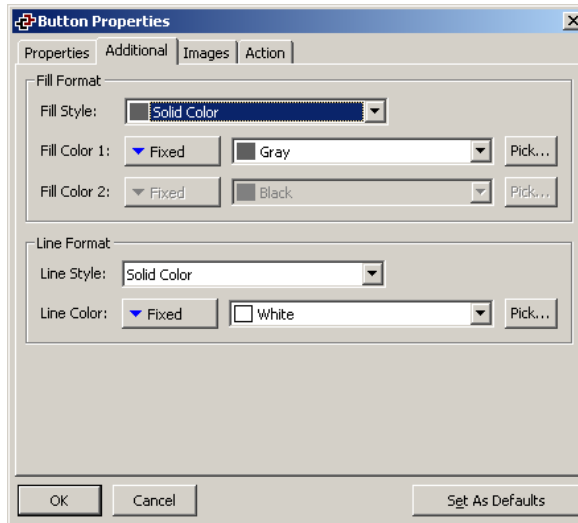 Button Properties
Properties Additional Images Action
Fill Format
Fill Style: Solid Color
Fill Color 1: Fixed Gray Pick...
Fill Color 2: Fixed Black Pick...
Line Format
Line Style: Solid Color
Line Color: Fixed White Pick...
OK Cancel Set As Defaults